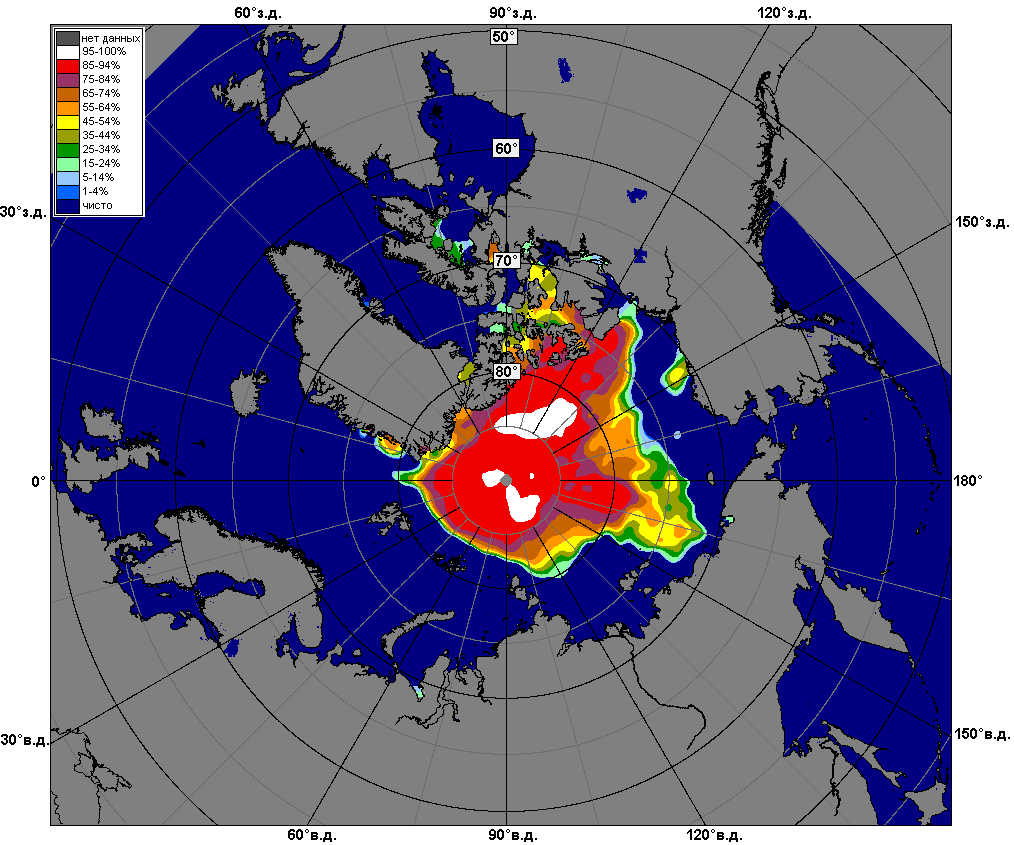 60°з.д.
90°з.д.
120°з.д.
50°
нет данных
95-100%
85-94%
75-84%
65-74%
55-64%
45-54%
35-44%
25-34%
15-24%
5-14%
1-4%
чисто
60°
30°з.д.
150°з.д.
70°
80°
0°
180°
30°в.д.
150°в.д.
60°в.д.
90°в.д.
120°в.д.